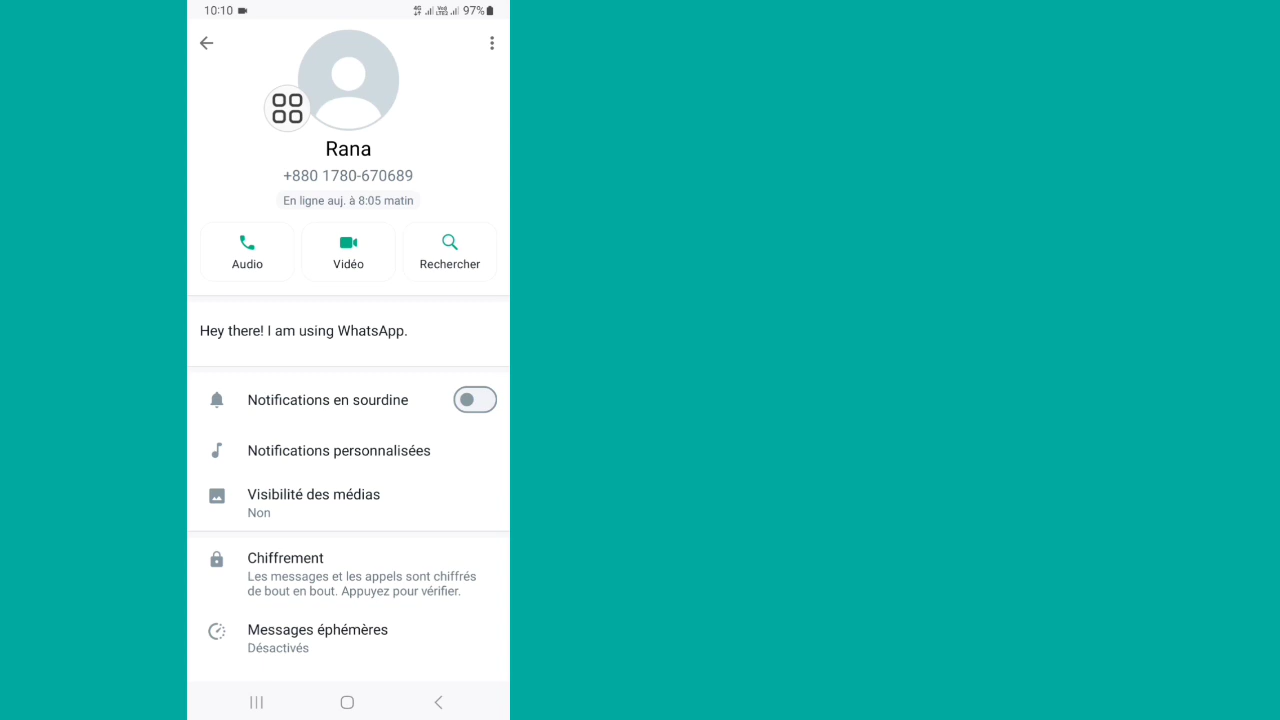 10:10
97%
Rana
+880 1780-670689
En ligne auj. à 8:05 matin
Audio
Vidéo
Rechercher
Hey there! I am using WhatsApp.
Notifications en sourdine
Notifications personnalisées
Visibilité des médias
Non
Chiffrement
Les messages et les appels sont chiffrés
de bout en bout. Appuyez pour vérifier.
Messages éphémères
Désactivés